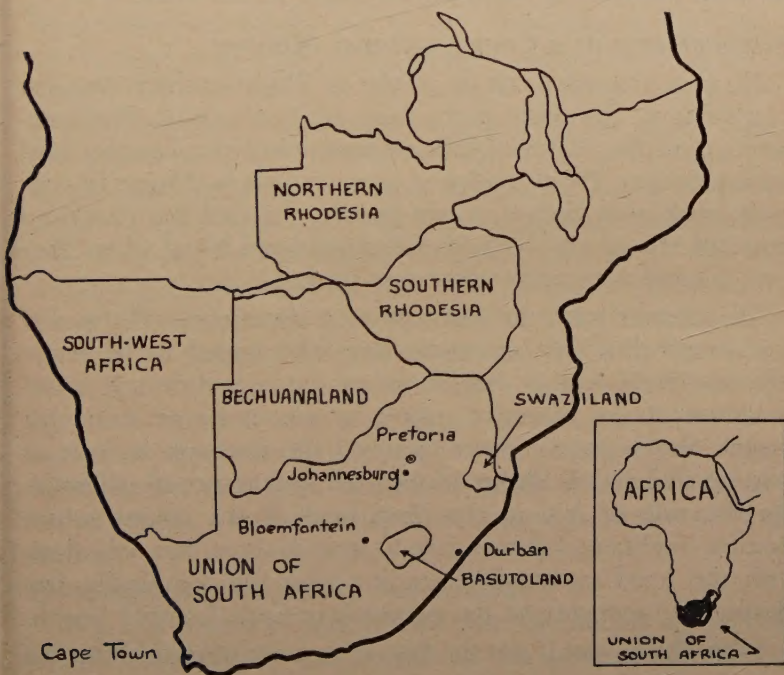 NORTHERN
RHODESIA
SOUTHERN
RHODESIA
SOUTH-WEST
AFRICA
BECHUANALAND
SWAZILAND
Pretoria
Johannesburg
Bloemfontein
Durban
UNION OF
SOUTH AFRICA
BASUTOLAND
Cape Town
AFRICA
UNION OF
SOUTH AFRICA